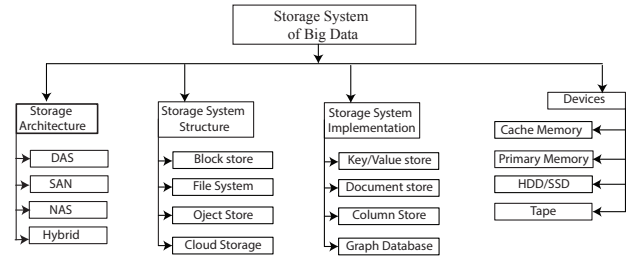 Storage System
of Big Data
Storage
Architecture
DAS
SAN
NAS
Hybrid
Storage System
Structure
Block store
File System
Oject Store
Cloud Storage
Storage System
Implementation
Key/Value store
Document store
Column Store
Graph Database
Devices
Cache Memory
Primary Memory
HDD/SSD
Tape